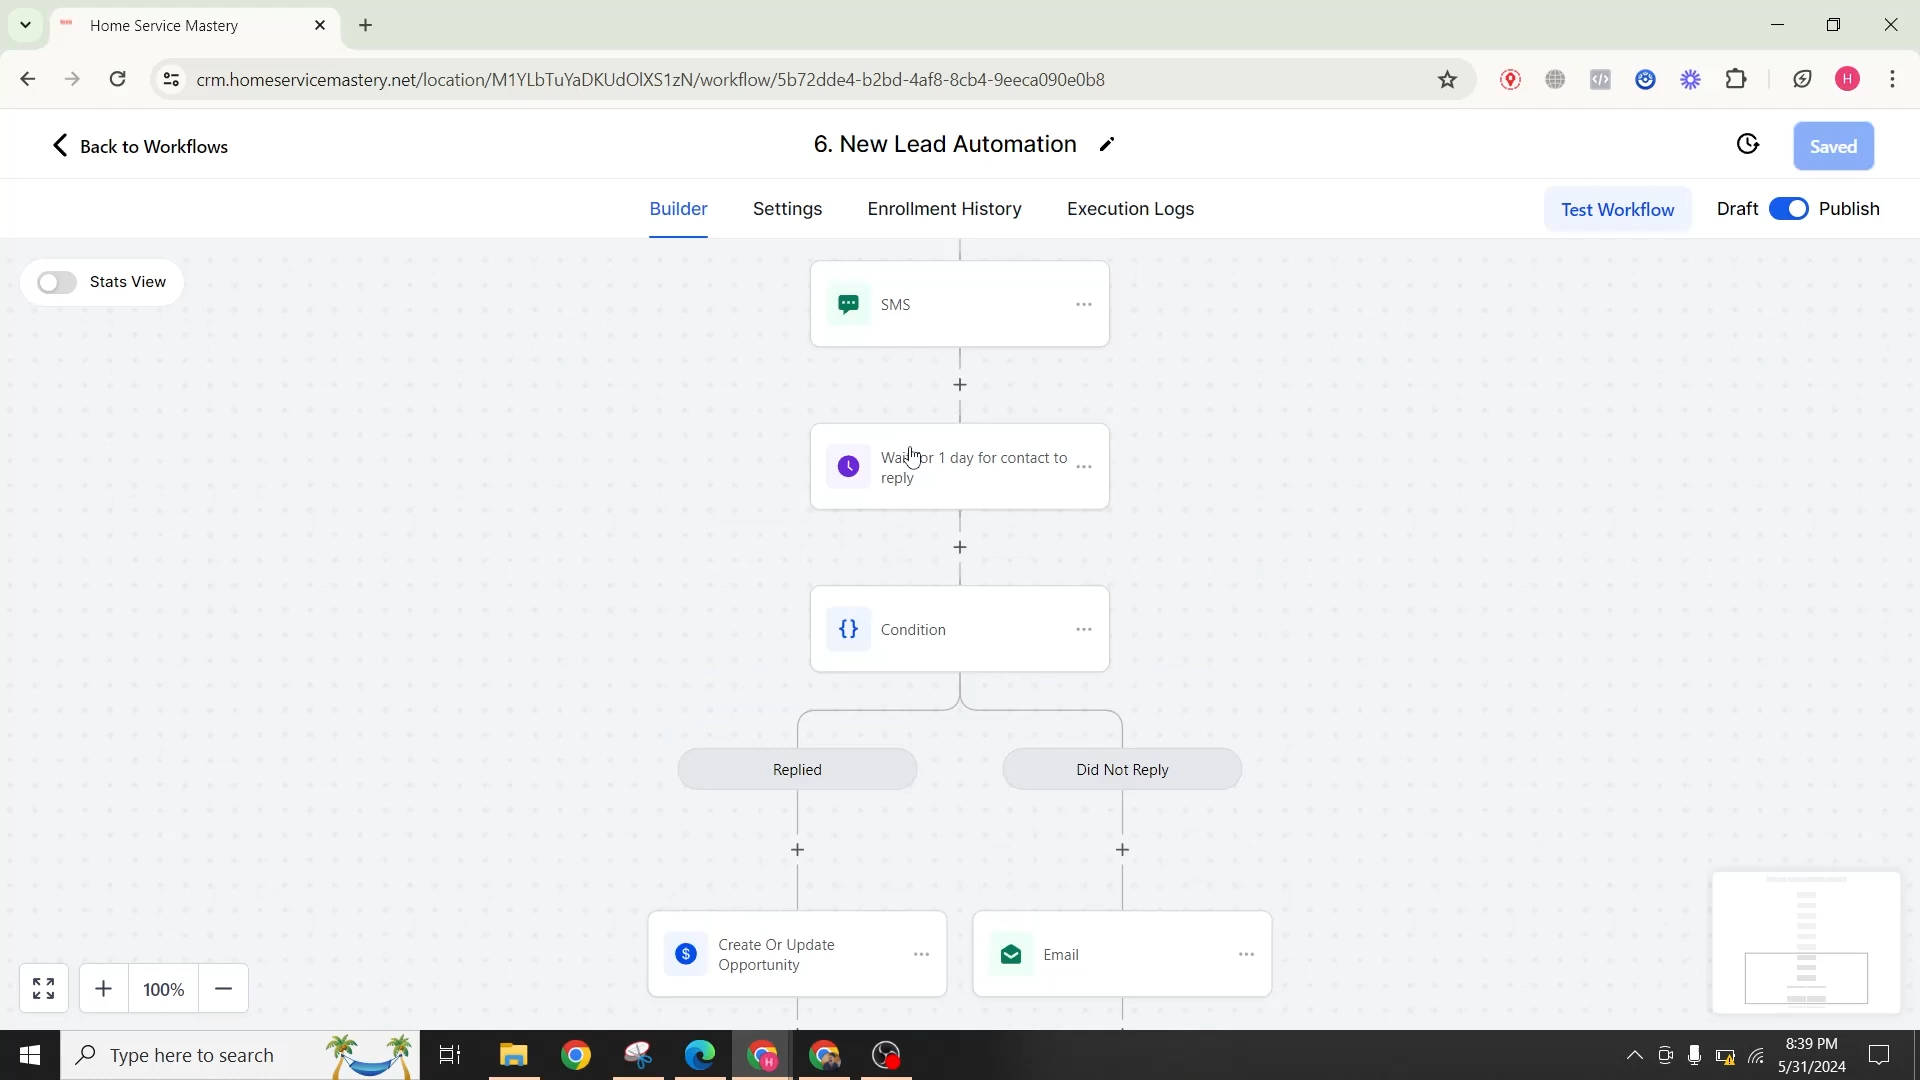 Home Service Mastery
crm.homeservicemastery.net/location/M1YLbTuYaDKUdOlXS1zN/workflow/5b72dde4-b2bd-4af8-8cb4-9eeca090e0b8
H
Back to Workflows
6. New Lead Automation
Saved
Builder
Settings
Enrollment History
Execution Logs
Test Workflow
Draft
Publish
Stats View
SMS
Wait for 1 day for contact to
reply
Condition
Replied
Did Not Reply
Create Or Update
Opportunity
Email
100%
Type here to search
8:39 PM
5/31/2024